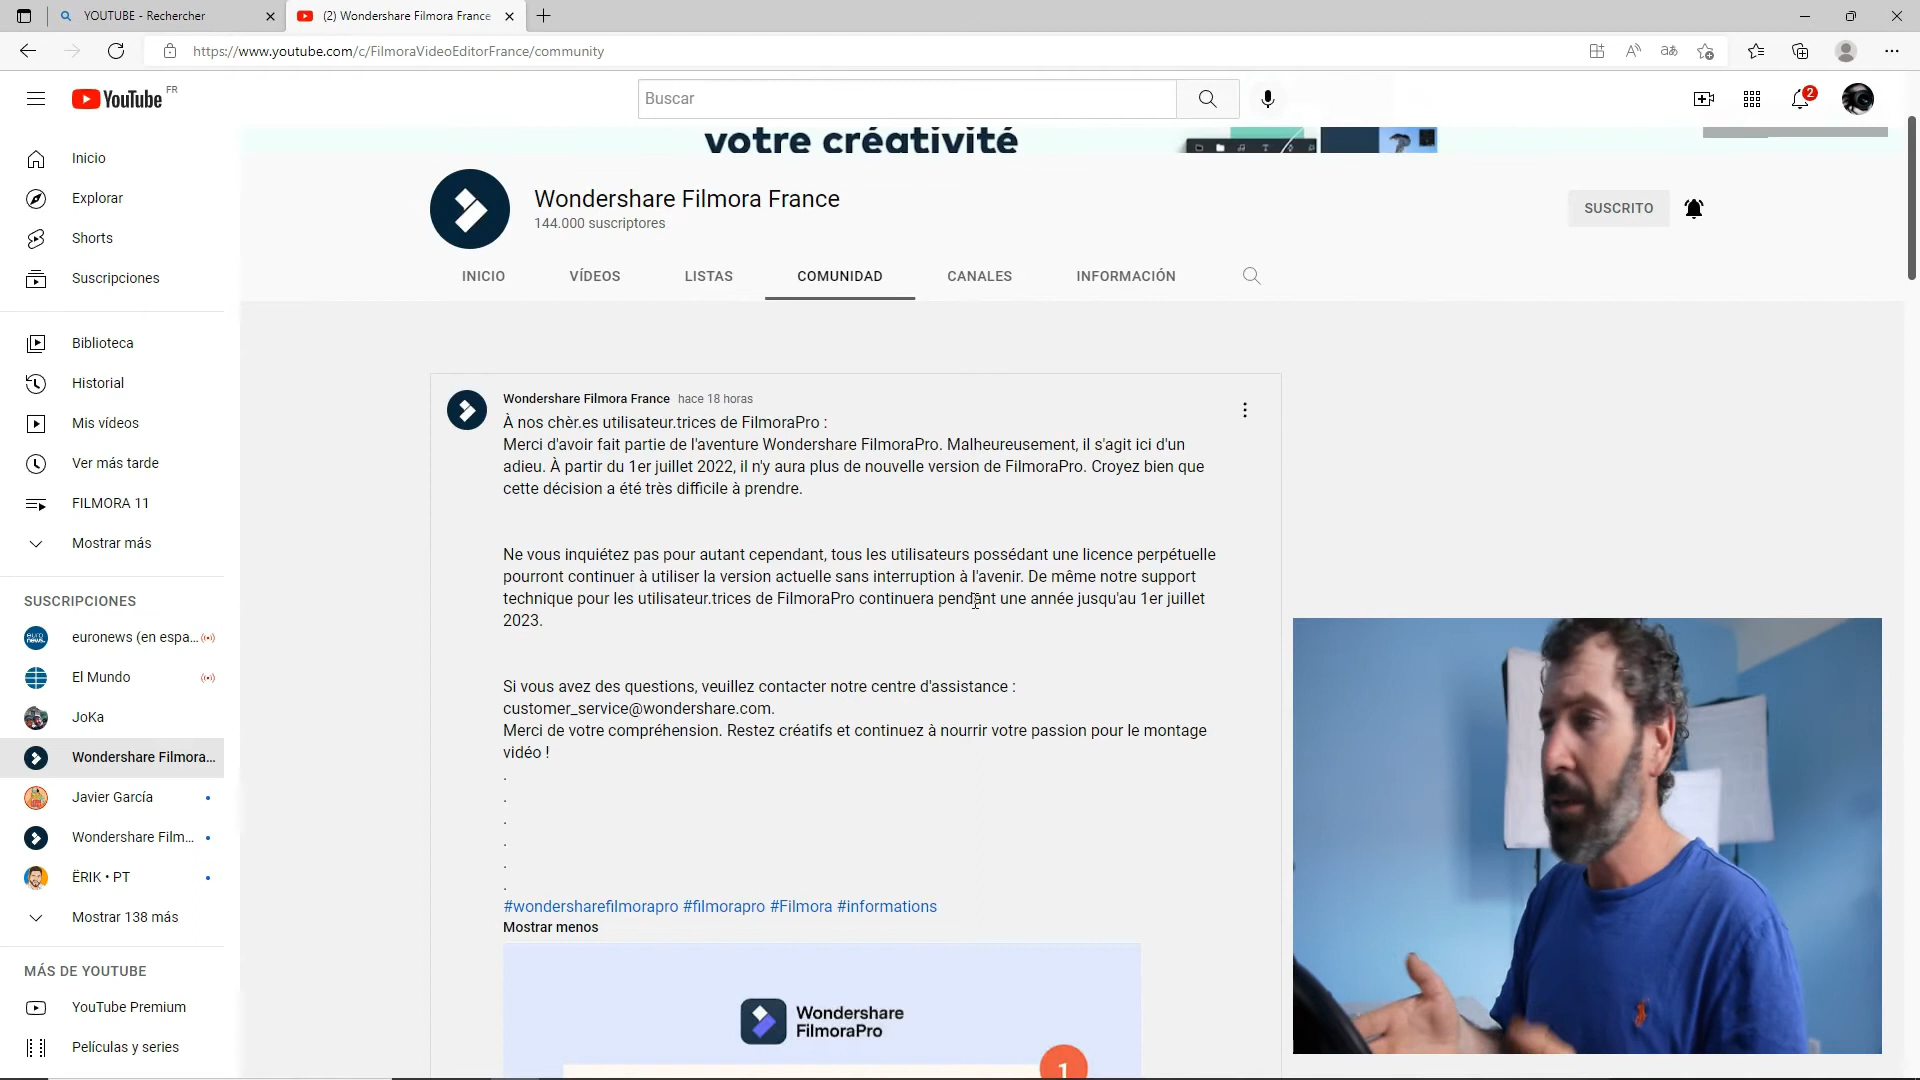 YOUTUBE - Rechercher
(2) Wondershare Filmora France
https://www.youtube.com/c/FilmoraVideoEditorFrance/community
YouTube FR
Buscar
2
votre créativité
Inicio
Explorar
Shorts
Suscripciones
Biblioteca
Historial
Mis vídeos
Ver más tarde
FILMORA 11
Mostrar más
SUSCRIPCIONES
euronews (en espa...
El Mundo
JoKa
Wondershare Filmora...
Javier García
Wondershare Film...
ËRIK • PT
Mostrar 138 más
MÁS DE YOUTUBE
YouTube Premium
Películas y series
Wondershare Filmora France
144.000 suscriptores
SUSCRITO
INICIO VÍDEOS LISTAS COMUNIDAD CANALES INFORMACIÓN
Wondershare Filmora France hace 18 horas
À nos chèr.es utilisateur.trices de FilmoraPro :
Merci d'avoir fait partie de l'aventure Wondershare FilmoraPro. Malheureusement, il s'agit ici d'un
adieu. À partir du 1er juillet 2022, il n'y aura plus de nouvelle version de FilmoraPro. Croyez bien que
cette décision a été très difficile à prendre.
Ne vous inquiétez pas pour autant cependant, tous les utilisateurs possédant une licence perpétuelle
pourront continuer à utiliser la version actuelle sans interruption à l'avenir. De même notre support
technique pour les utilisateur.trices de FilmoraPro continuera pendant une année jusqu'au 1er juillet
2023.
Si vous avez des questions, veuillez contacter notre centre d'assistance :
customer_service@wondershare.com.
Merci de votre compréhension. Restez créatifs et continuez à nourrir votre passion pour le montage
vidéo !
.
.
.
.
.
.
#wondersharefilmorapro #filmorapro #Filmora #informations
Mostrar menos
Wondershare
FilmoraPro
1